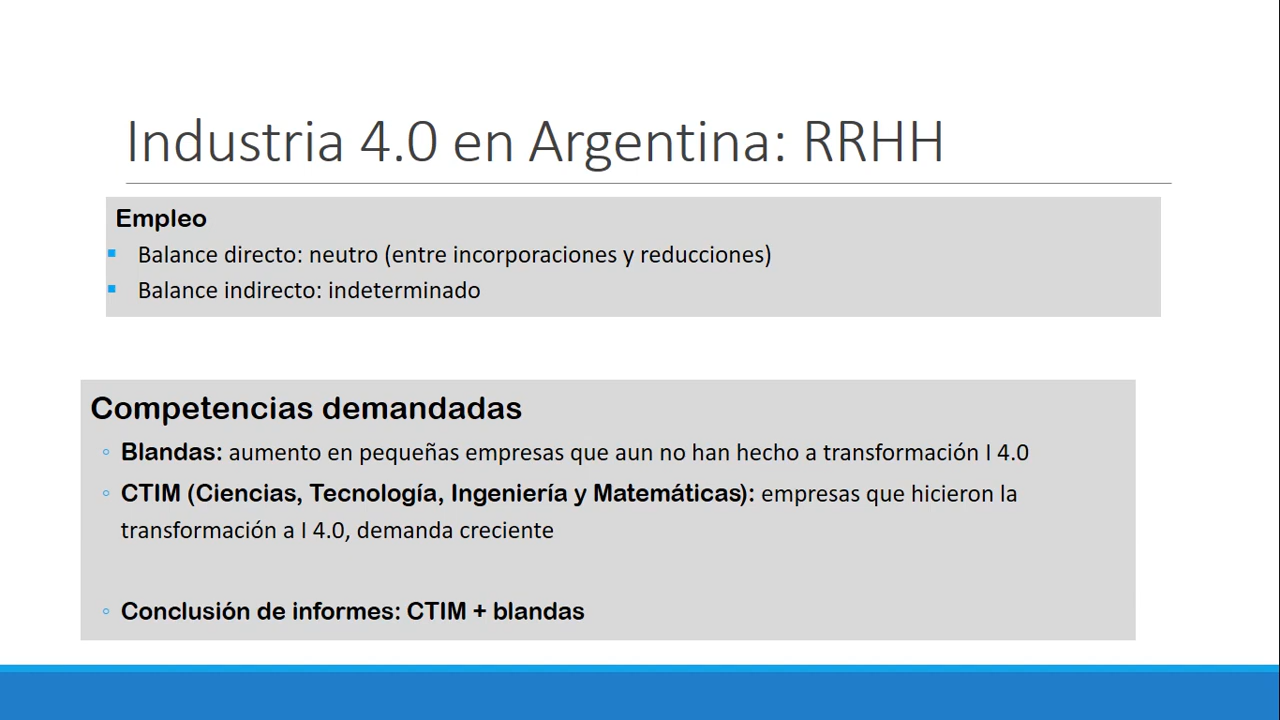 Industria 4.0 en Argentina: RRHH
Empleo
▪ Balance directo: neutro (entre incorporaciones y reducciones)
▪ Balance indirecto: indeterminado
Competencias demandadas
◦ Blandas: aumento en pequeñas empresas que aun no han hecho a transformación I 4.0
◦ CTIM (Ciencias, Tecnología, Ingeniería y Matemáticas): empresas que hicieron la
transformación a I 4.0, demanda creciente
◦ Conclusión de informes: CTIM + blandas